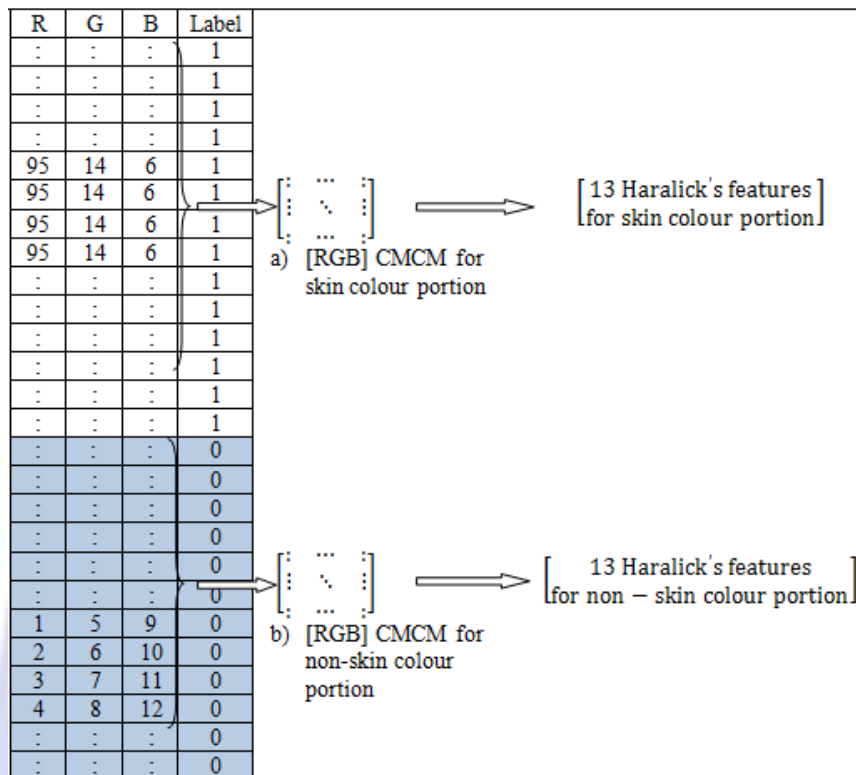 R G B Label
: : : 1
: : : 1
: : : 1
: : : 1
95 14 6 1
95 14 6 1
95 14 6 1
95 14 6 1
: : : 1
: : : 1
: : : 1
: : : 1
: : : 1
: : : 1
: : : 0
: : : 0
: : : 0
: : : 0
: : : 0
: : : 0
1 5 9 0
2 6 10 0
3 7 11 0
4 8 12 0
: : : 0
: : : 0
[⋮ ⋯ ⋮
⋮ ⋱ ⋮
⋮ ⋯ ⋮]
a) [RGB] CMCM for
skin colour portion
[13 Haralick's features
for skin colour portion]
[⋮ ⋯ ⋮
⋮ ⋱ ⋮
⋮ ⋯ ⋮]
b) [RGB] CMCM for
non-skin colour
portion
[13 Haralick's features
for non − skin colour portion]